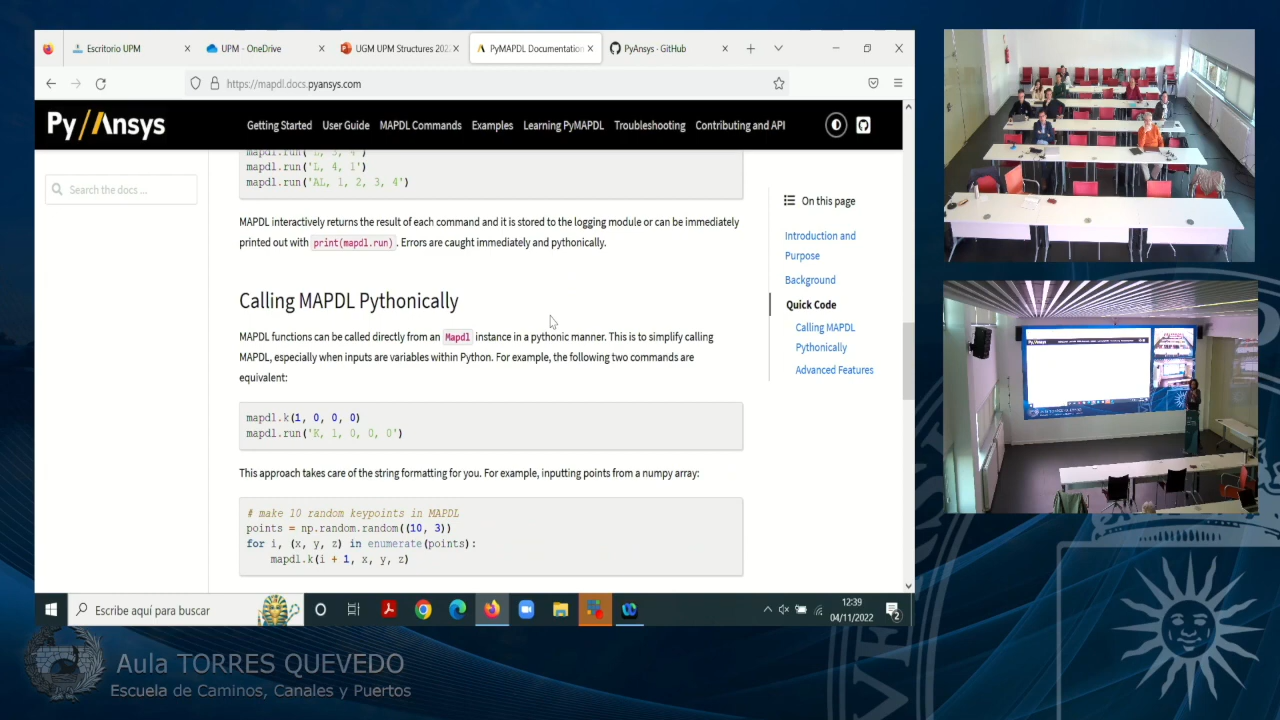 Escritorio UPM
UPM - OneDrive
UGM UPM Structures 202
PyMAPDL Documentation
PyAnsys · GitHub
https://mapdl.docs.pyansys.com
Py//Ansys
Getting Started
User Guide
MAPDL Commands
Examples
Learning PyMAPDL
Troubleshooting
Contributing and API
Search the docs ...
mapdl.run('L, 3, 4')
mapdl.run('L, 4, 1')
mapdl.run('AL, 1, 2, 3, 4')
MAPDL interactively returns the result of each command and it is stored to the logging module or can be immediately
printed out with print(mapdl.run). Errors are caught immediately and pythonically.
Calling MAPDL Pythonically
MAPDL functions can be called directly from an Mapdl instance in a pythonic manner. This is to simplify calling
MAPDL, especially when inputs are variables within Python. For example, the following two commands are
equivalent:
mapdl.k(1, 0, 0, 0)
mapdl.run('K, 1, 0, 0, 0')
This approach takes care of the string formatting for you. For example, inputting points from a numpy array:
# make 10 random keypoints in MAPDL
points = np.random.random((10, 3))
for i, (x, y, z) in enumerate(points):
mapdl.k(i + 1, x, y, z)
On this page
Introduction and
Purpose
Background
Quick Code
Calling MAPDL
Pythonically
Advanced Features
Escribe aquí para buscar
12:39
04/11/2022
2
Aula TORRES QUEVEDO
Escuela de Caminos, Canales y Puertos